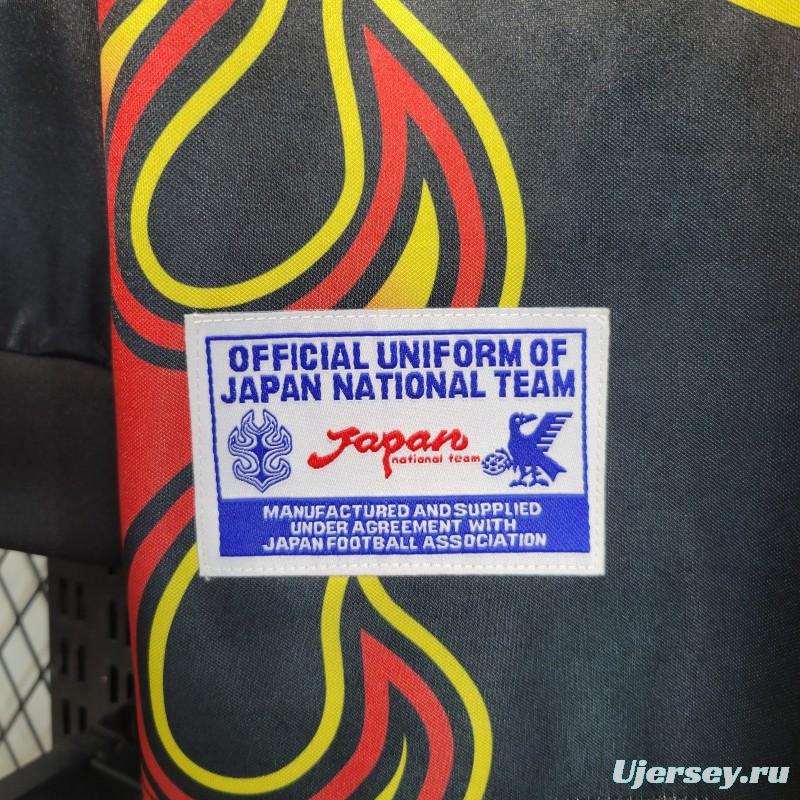 OFFICIAL UNIFORM OF
JAPAN NATIONAL TEAM
Japan
national team
MANUFACTURED AND SUPPLIED
UNDER AGREEMENT WITH
JAPAN FOOTBALL ASSOCIATION
Ujersey.ru